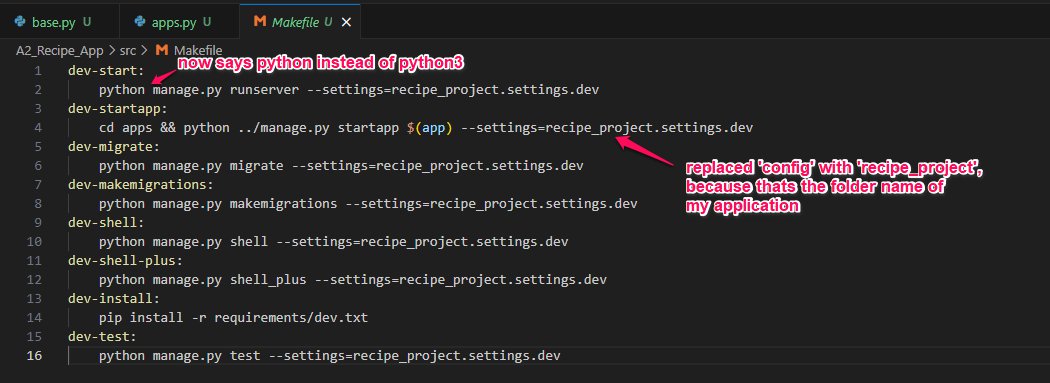 base.py U
apps.py U
M Makefile U ×
A2_Recipe_App > src > M Makefile
now says python instead of python3
1 dev-start:
2 python manage.py runserver --settings=recipe_project.settings.dev
3 dev-startapp:
4 cd apps && python ../manage.py startapp $(app) --settings=recipe_project.settings.dev
5 dev-migrate:
6 python manage.py migrate --settings=recipe_project.settings.dev
7 dev-makemigrations:
8 python manage.py makemigrations --settings=recipe_project.settings.dev
9 dev-shell:
10 python manage.py shell --settings=recipe_project.settings.dev
11 dev-shell-plus:
12 python manage.py shell_plus --settings=recipe_project.settings.dev
13 dev-install:
14 pip install -r requirements/dev.txt
15 dev-test:
16 python manage.py test --settings=recipe_project.settings.dev
replaced 'config' with 'recipe_project',
because thats the folder name of
my application